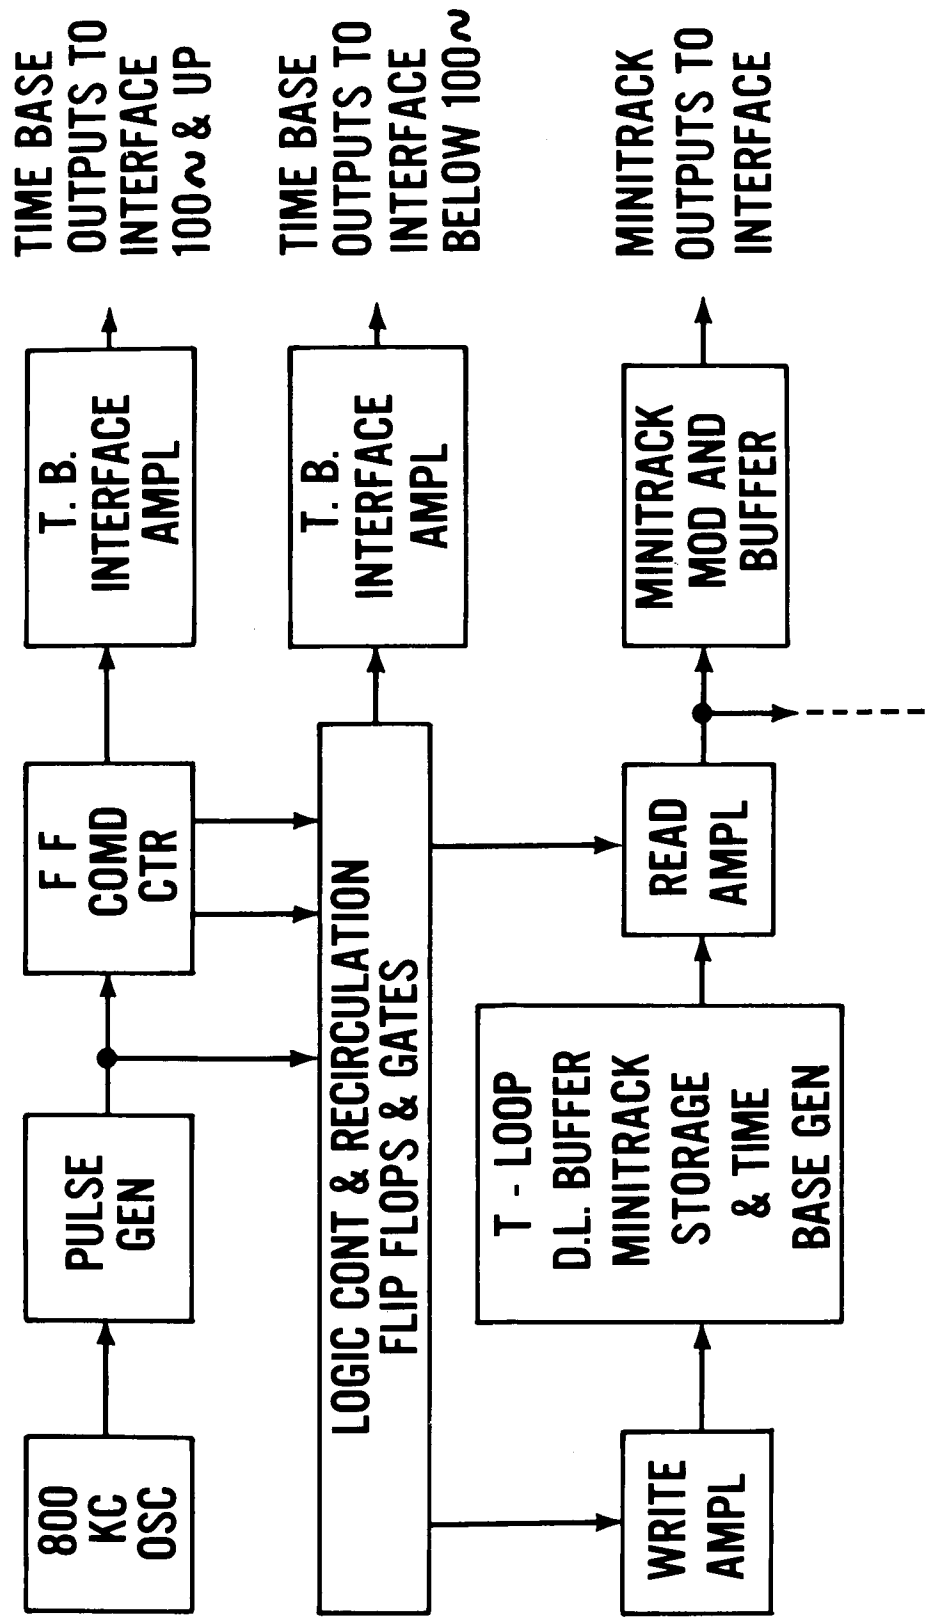 800
KC
OSC
PULSE
GEN
F F
COMD
CTR
T. B.
INTERFACE
AMPL
TIME BASE
OUTPUTS TO
INTERFACE
100~ & UP
LOGIC CONT & RECIRCULATION
FLIP FLOPS & GATES
T. B.
INTERFACE
AMPL
TIME BASE
OUTPUTS TO
INTERFACE
BELOW 100~
WRITE
AMPL
T - LOOP
D.L. BUFFER
MINITRACK
STORAGE
& TIME
BASE GEN
READ
AMPL
MINITRACK
MOD AND
BUFFER
MINITRACK
OUTPUTS TO
INTERFACE